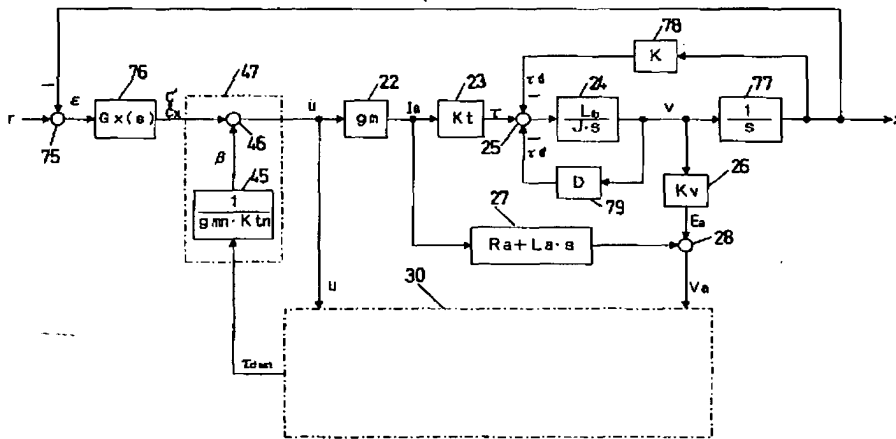 78
K
76
47
22
23
τd
24
77
r
−
ε
Gx(s)
u
gm
Ia
Kt
τ
−
Lb
J·s
v
1
s
x
75
46
25
−
τd
β
45
1
gmn·Ktn
D
79
Kv
26
27
Ea
Ra+La·s
28
30
u
Va
τdest